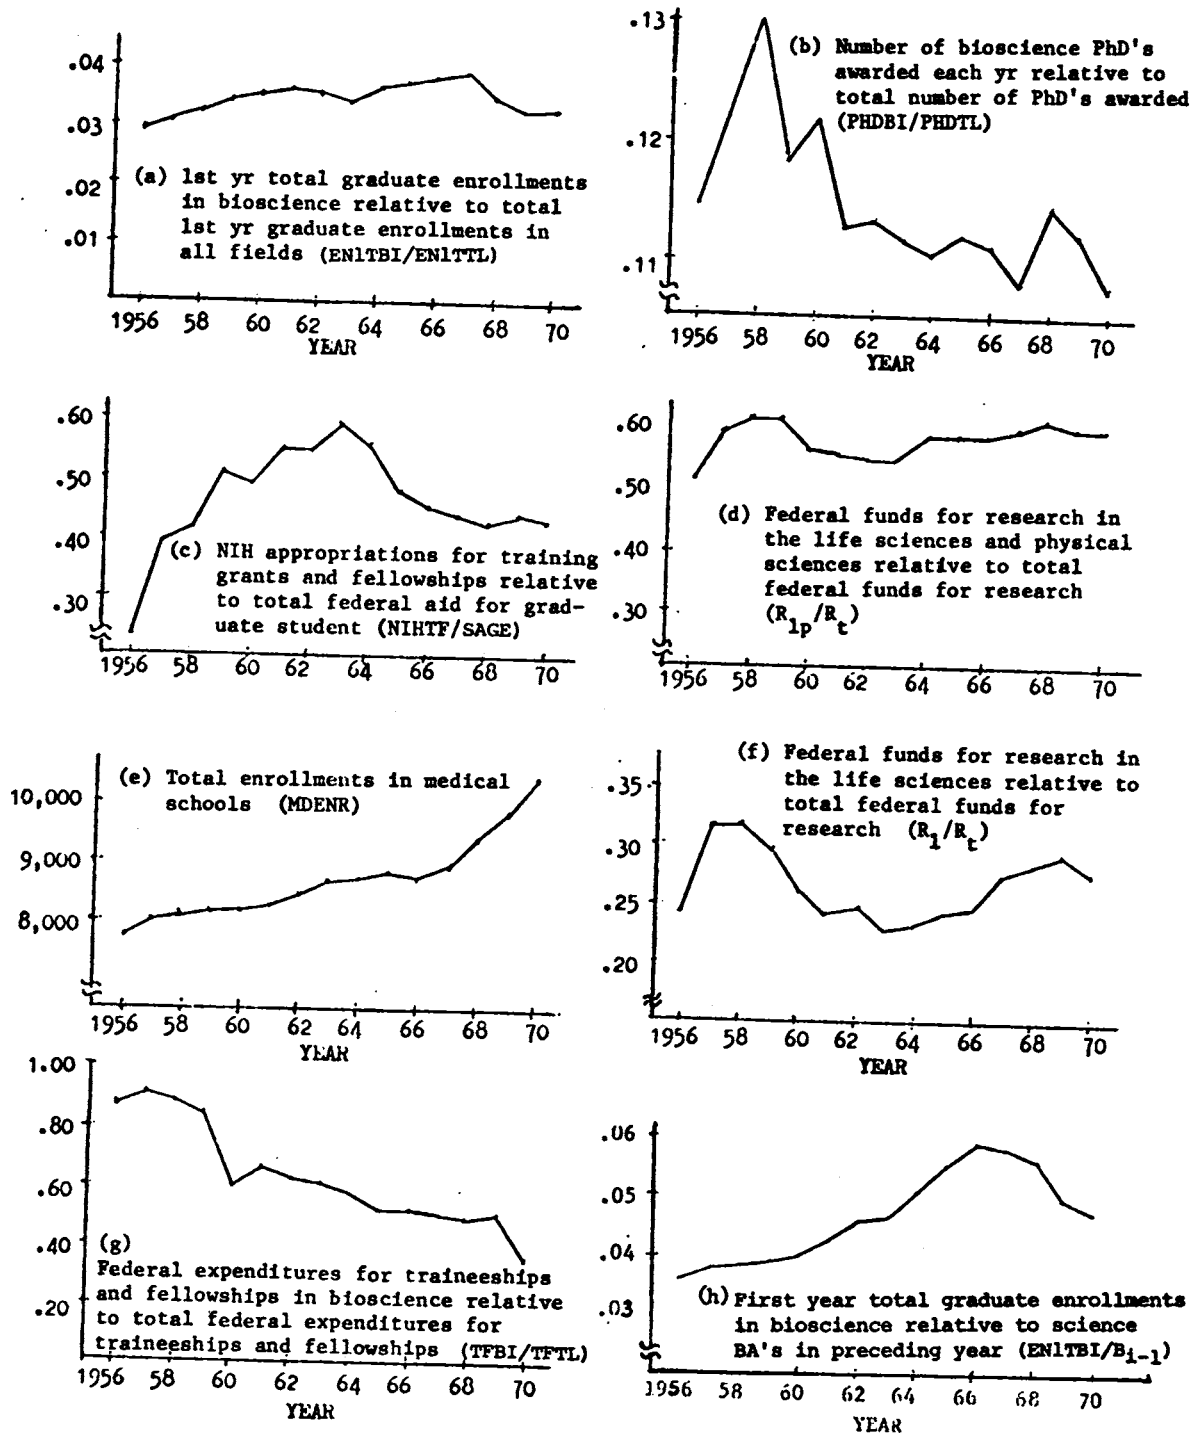 .04
.03
.02
.01
(a) 1st yr total graduate enrollments
in bioscience relative to total
1st yr graduate enrollments in
all fields (EN1TBI/EN1TTL)
1956 58 60 62 64 66 68 70
YEAR
.13
.12
.11
(b) Number of bioscience PhD's
awarded each yr relative to
total number of PhD's awarded
(PHDBI/PHDTL)
1956 58 60 62 64 66 68 70
YEAR
.60
.50
.40
.30
(c) NIH appropriations for training
grants and fellowships relative
to total federal aid for grad-
uate student (NIHTF/SAGE)
1956 58 60 62 64 66 68 70
.60
.50
.40
.30
(d) Federal funds for research in
the life sciences and physical
sciences relative to total
federal funds for research
(R_lp/R_t)
1956 58 60 62 64 66 68 70
10,000
9,000
8,000
(e) Total enrollments in medical
schools (MDENR)
1956 58 60 62 64 66 68 70
YEAR
.35
.30
.25
.20
(f) Federal funds for research in
the life sciences relative to
total federal funds for
research (R_l/R_t)
1956 58 60 62 64 66 68 70
YEAR
1.00
.80
.60
.40
.20
(g)
Federal expenditures for traineeships
and fellowships in bioscience relative
to total federal expenditures for
traineeships and fellowships (TFBI/TFTL)
1956 58 60 62 64 66 68 70
YEAR
.06
.05
.04
.03
(h) First year total graduate enrollments
in bioscience relative to science
BA's in preceding year (EN1TBI/B_i-1)
1956 58 60 62 64 66 68 70
YEAR